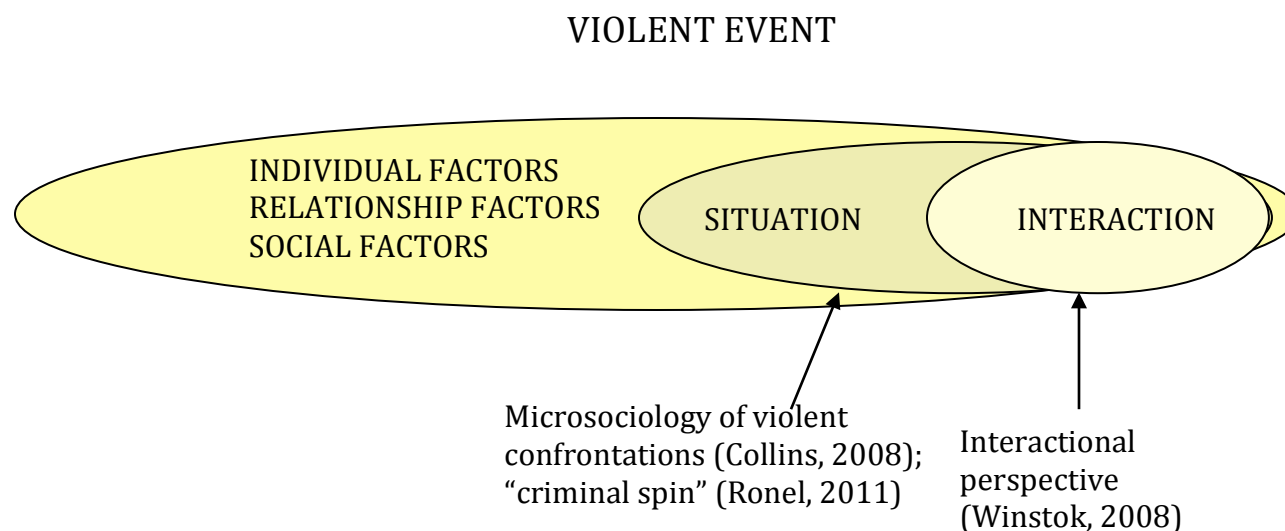 VIOLENT EVENT
INDIVIDUAL FACTORS
RELATIONSHIP FACTORS
SOCIAL FACTORS
SITUATION
INTERACTION
Microsociology of violent
confrontations (Collins, 2008);
“criminal spin” (Ronel, 2011)
Interactional
perspective
(Winstok, 2008)